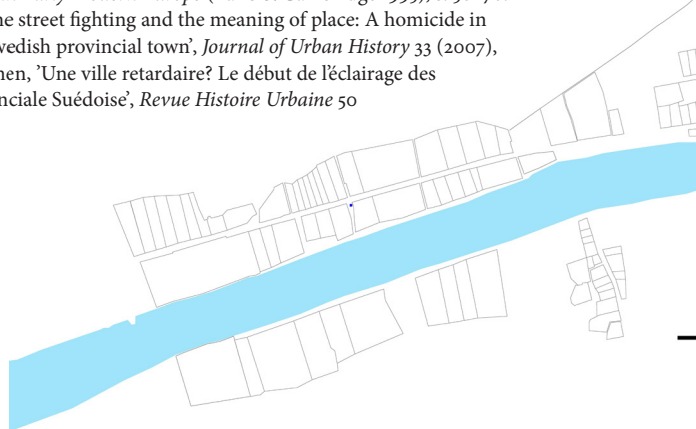 he street fighting and the meaning of place: A homicide in
wedish provincial town’, Journal of Urban History 33 (2007),
nen, ’Une ville retardaire? Le début de l’éclairage des
nciale Suédoise’, Revue Histoire Urbaine 50